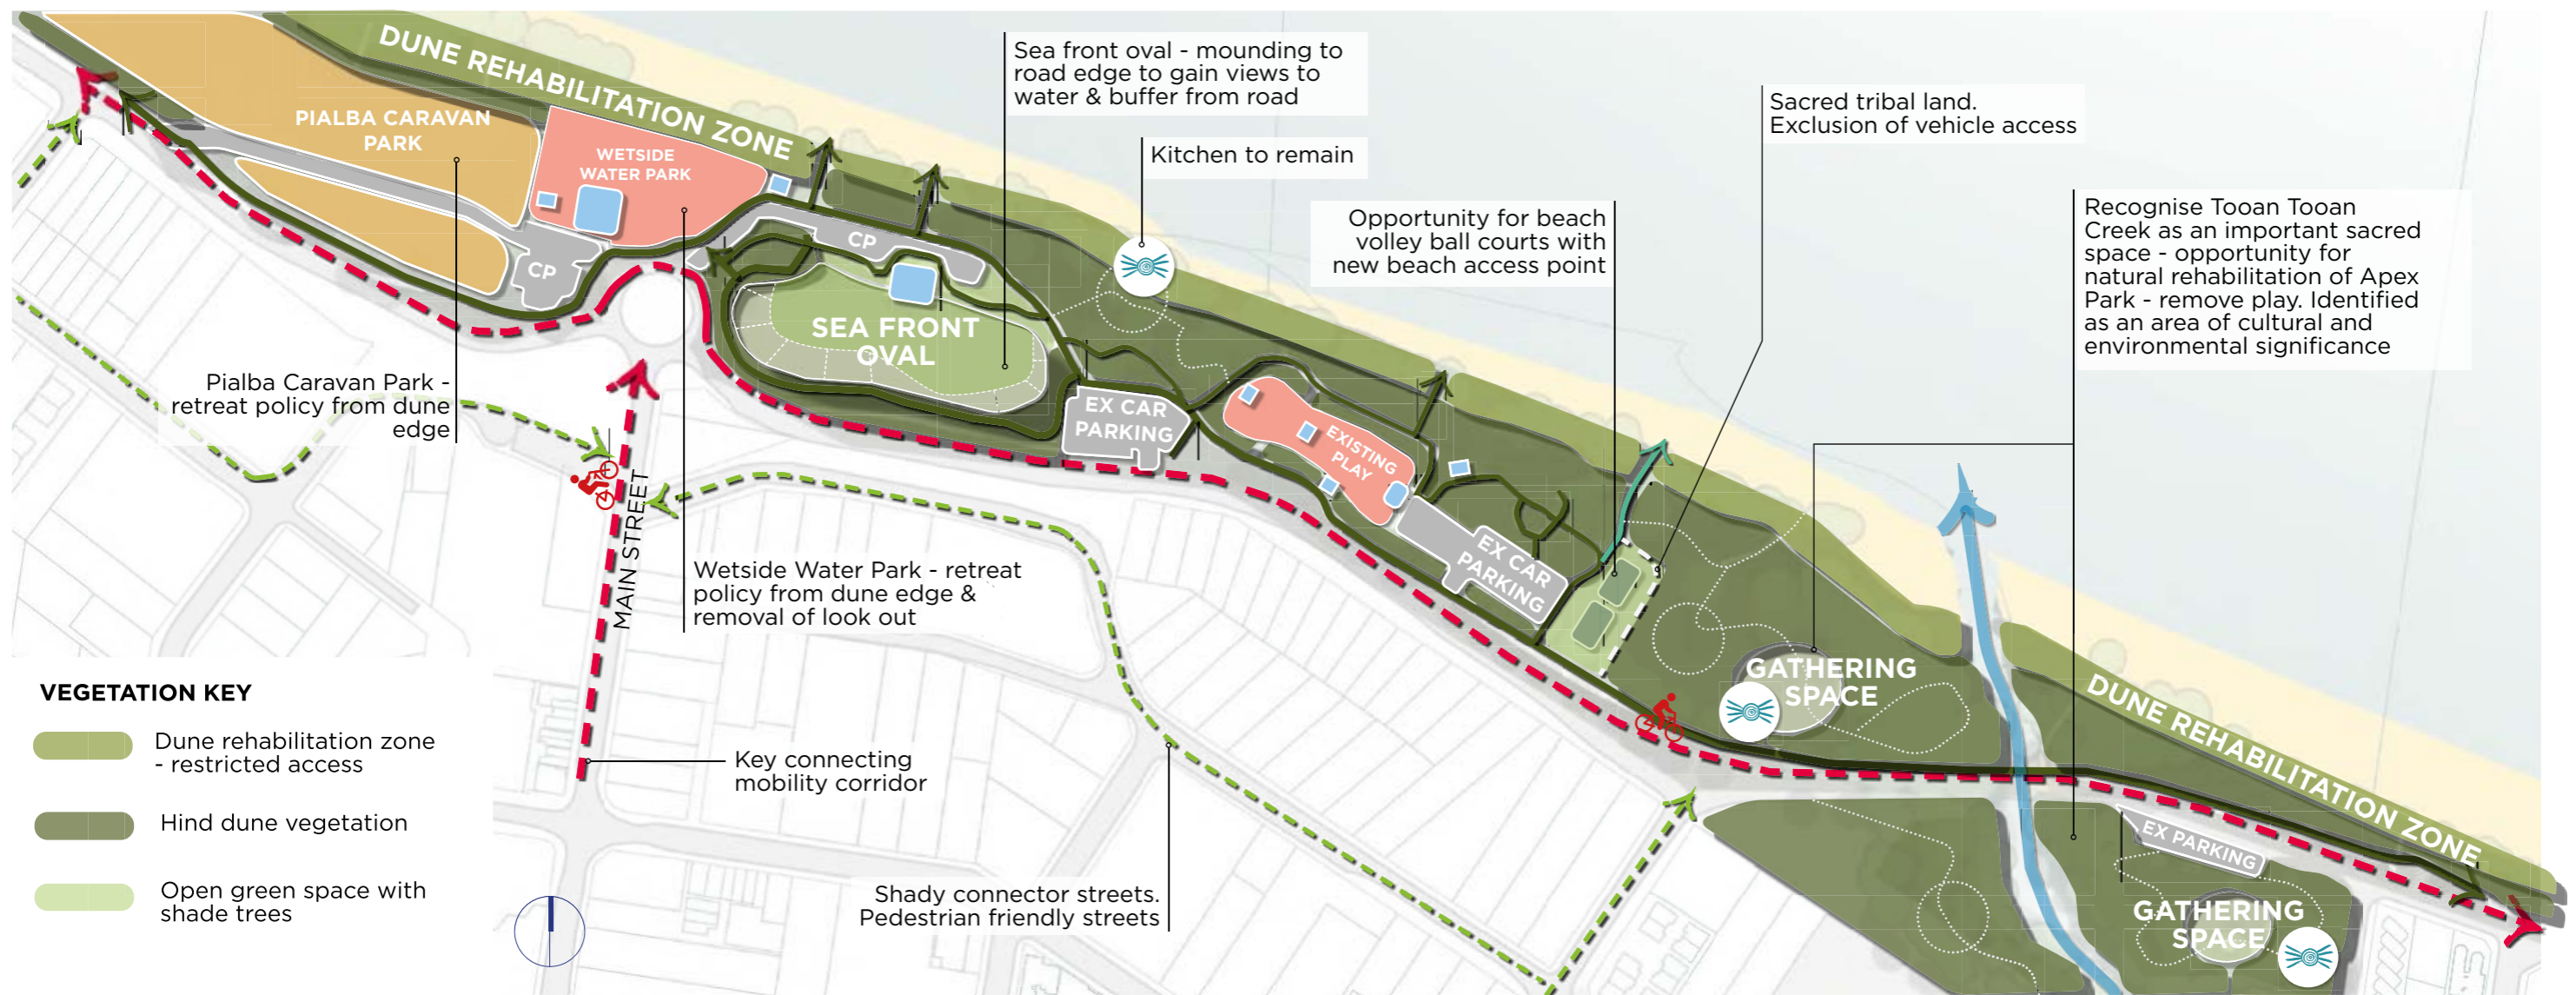 DUNE REHABILITATION ZONE
PIALBA CARAVAN
PARK
WETSIDE
WATER PARK
CP
CP
SEA FRONT
OVAL
Sea front oval - mounding to
road edge to gain views to
water & buffer from road
Kitchen to remain
Opportunity for beach
volley ball courts with
new beach access point
Sacred tribal land.
Exclusion of vehicle access
Recognise Tooan Tooan
Creek as an important sacred
space - opportunity for
natural rehabilitation of Apex
Park - remove play. Identified
as an area of cultural and
environmental significance
Pialba Caravan Park -
retreat policy from dune
edge
EX CAR
PARKING
EXISTING
PLAY
EX CAR
PARKING
MAIN STREET
Wetside Water Park - retreat
policy from dune edge &
removal of look out
GATHERING
SPACE
DUNE REHABILITATION ZONE
EX PARKING
GATHERING
SPACE
Key connecting
mobility corridor
Shady connector streets.
Pedestrian friendly streets
VEGETATION KEY
Dune rehabilitation zone
- restricted access
Hind dune vegetation
Open green space with
shade trees